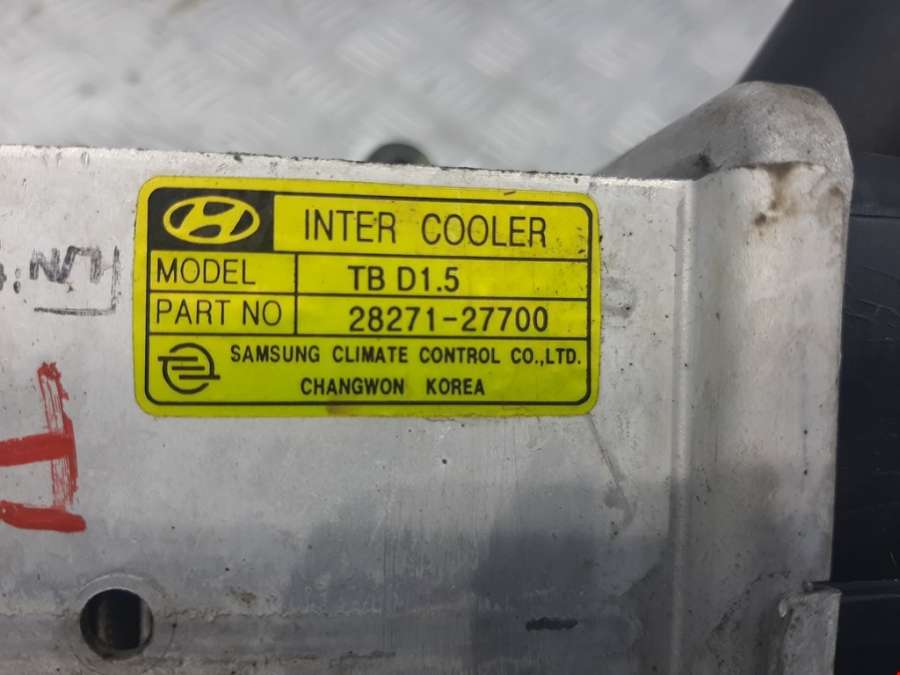 INTER COOLER
MODEL TB D1.5
PART NO 28271-27700
SAMSUNG CLIMATE CONTROL CO.,LTD.
CHANGWON KOREA